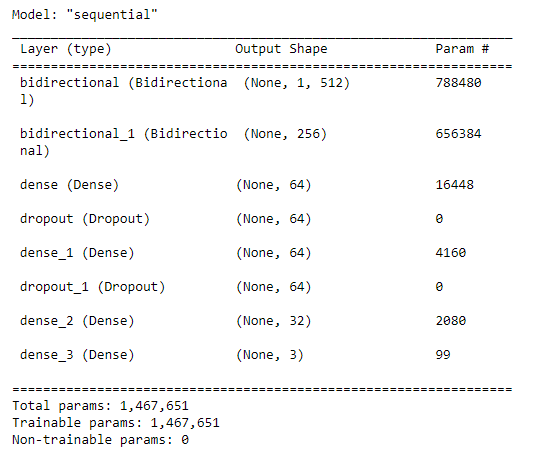 Model: "sequential"
_________________________________________________________________
Layer (type) Output Shape Param #
=================================================================
bidirectional (Bidirectiona (None, 1, 512) 788480
l)
bidirectional_1 (Bidirectio (None, 256) 656384
nal)
dense (Dense) (None, 64) 16448
dropout (Dropout) (None, 64) 0
dense_1 (Dense) (None, 64) 4160
dropout_1 (Dropout) (None, 64) 0
dense_2 (Dense) (None, 32) 2080
dense_3 (Dense) (None, 3) 99
=================================================================
Total params: 1,467,651
Trainable params: 1,467,651
Non-trainable params: 0